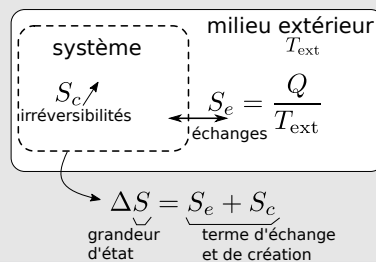 milieu extérieur
T_ext
système
S_c
irréversibilités
S_e = Q / T_ext
échanges
ΔS = S_e + S_c
grandeur d'état
terme d'échange et de création